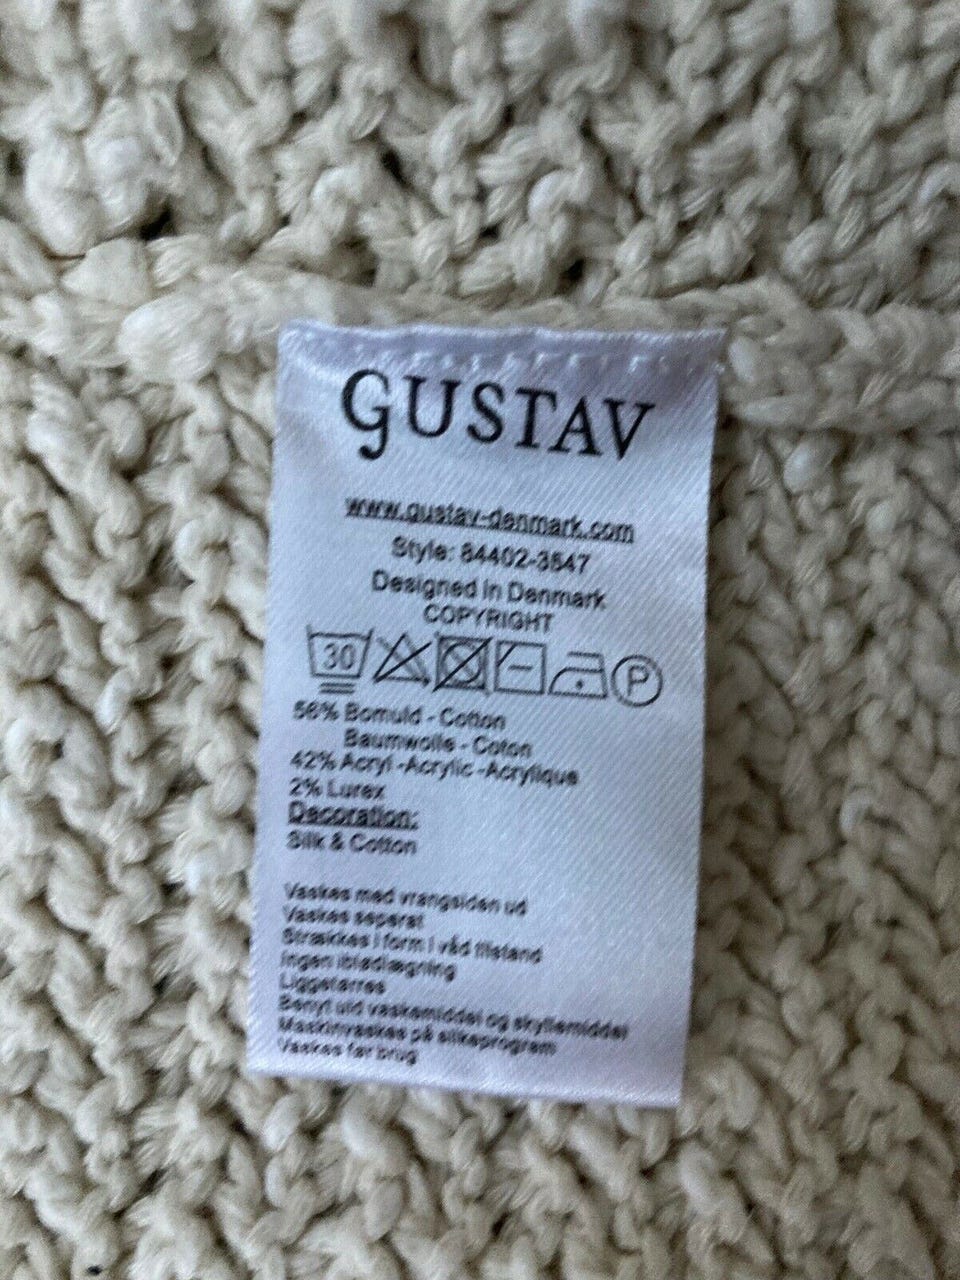 GUSTAV
www.gustav-denmark.com
Style: 84402-3547
Designed in Denmark
COPYRIGHT
30 P
56% Bomuld - Cotton
Baumwolle - Coton
42% Acryl -Acrylic -Acrylique
2% Lurex
Decoration:
Silk & Cotton
Vaskes med vrangsiden ud
Vaskes separat
Strækkes i form i våd tilstand
Ingen iblødlægning
Liggetørres
Benyt uld vaskemiddel og skyllemiddel
Maskinvaskes på silkeprogram
Vaskes før brug